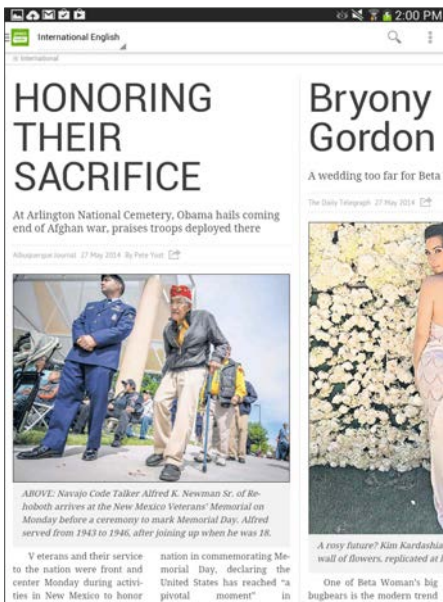 2:00 PM
International English
International
HONORING
THEIR
SACRIFICE
At Arlington National Cemetery, Obama hails coming
end of Afghan war, praises troops deployed there
Albuquerque Journal 27 May 2014 By Pete Yost
ABOVE: Navajo Code Talker Alfred K. Newman Sr. of Re-
hoboth arrives at the New Mexico Veterans' Memorial on
Monday before a ceremony to mark Memorial Day. Alfred
served from 1943 to 1946, after joining up when he was 18.
V eterans and their service
to the nation were front and
center Monday during activi-
ties in New Mexico to honor
nation in commemorating Me-
morial Day, declaring the
United States has reached "a
pivotal moment" in
Bryony
Gordon
A wedding too far for Beta
The Daily Telegraph 27 May 2014
A rosy future? Kim Kardashia
wall of flowers, replicated at
One of Beta Woman's big
bugbears is the modern trend